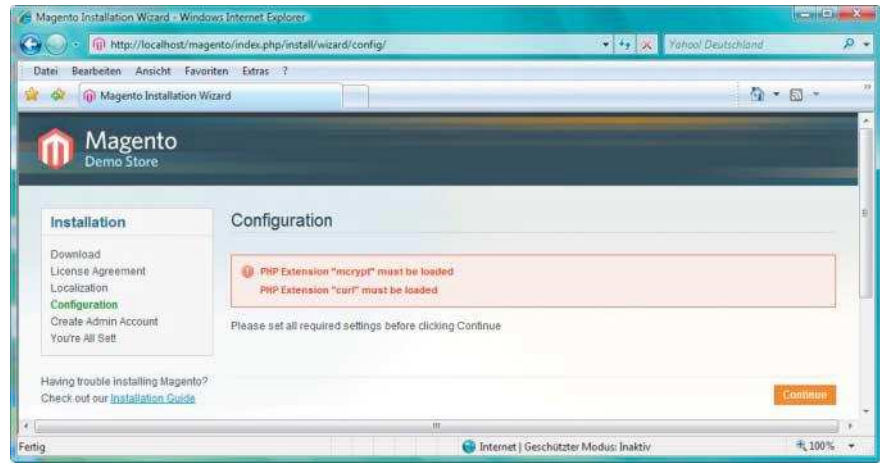 Magento Installation Wizard - Windows Internet Explorer
http://localhost/magento/index.php/install/wizard/config/
Yahoo! Deutschland
Datei Bearbeiten Ansicht Favoriten Extras ?
Magento Installation Wizard
Magento
Demo Store
Installation
Download
License Agreement
Localization
Configuration
Create Admin Account
You're All Set!
Having trouble installing Magento?
Check out our Installation Guide
Configuration
PHP Extension "mcrypt" must be loaded
PHP Extension "curl" must be loaded
Please set all required settings before clicking Continue
Continue
Fertig
Internet | Geschützter Modus: Inaktiv
100%